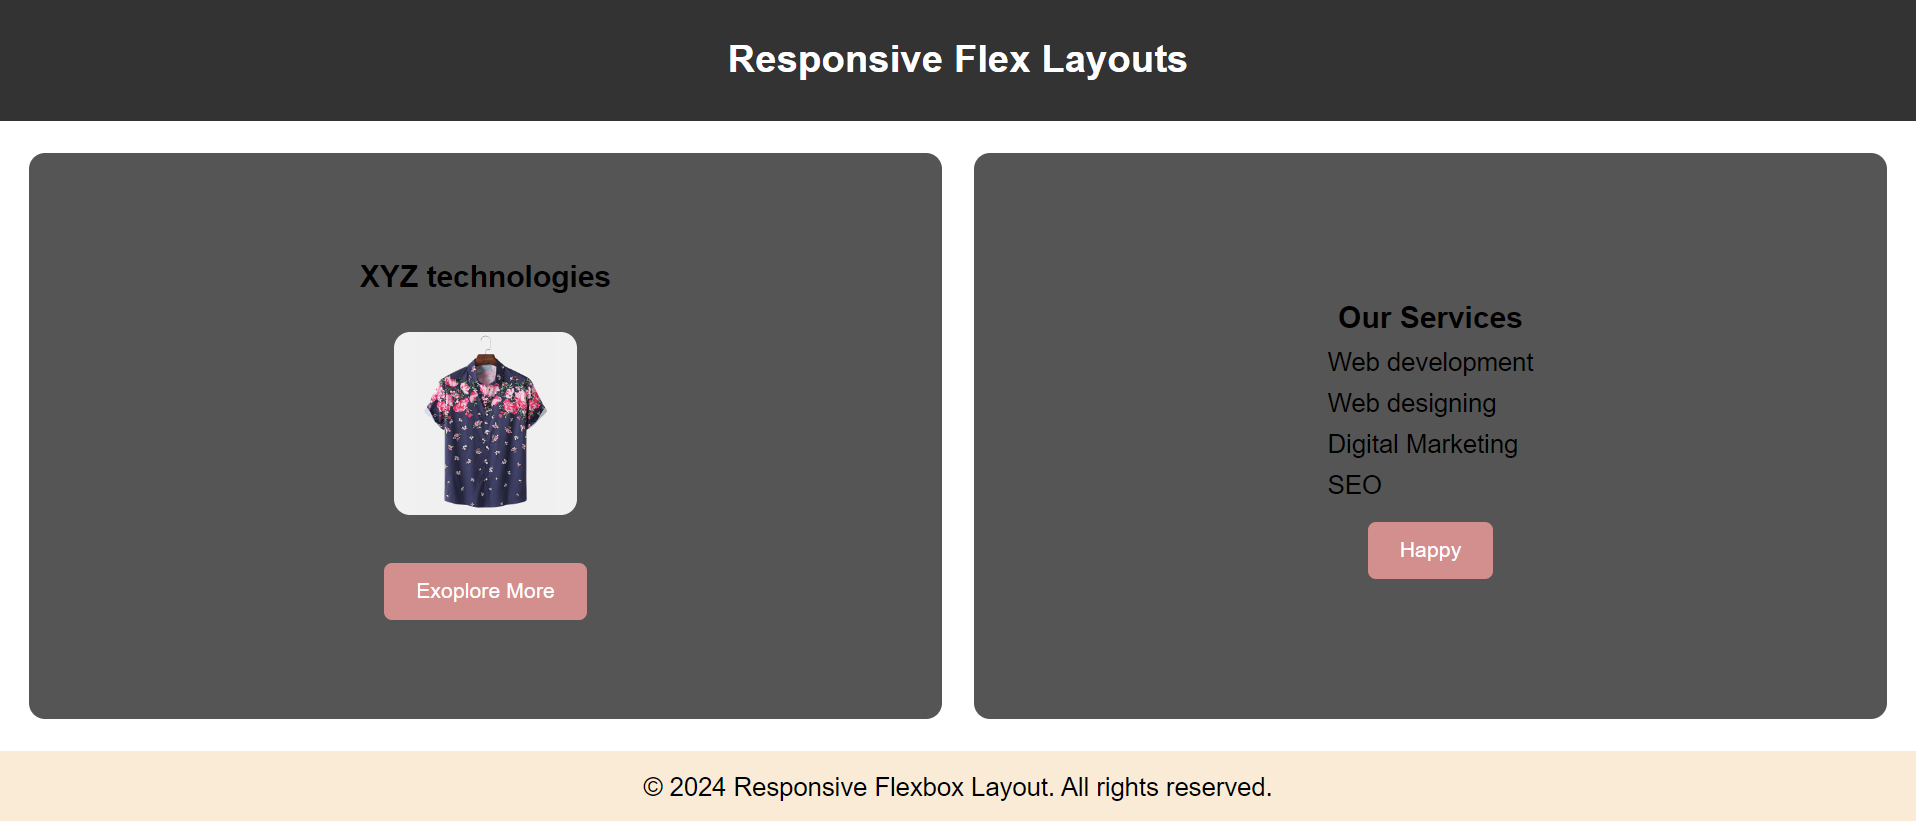 Responsive Flex Layouts
XYZ technologies
Exoplore More
Our Services
Web development
Web designing
Digital Marketing
SEO
Happy
© 2024 Responsive Flexbox Layout. All rights reserved.